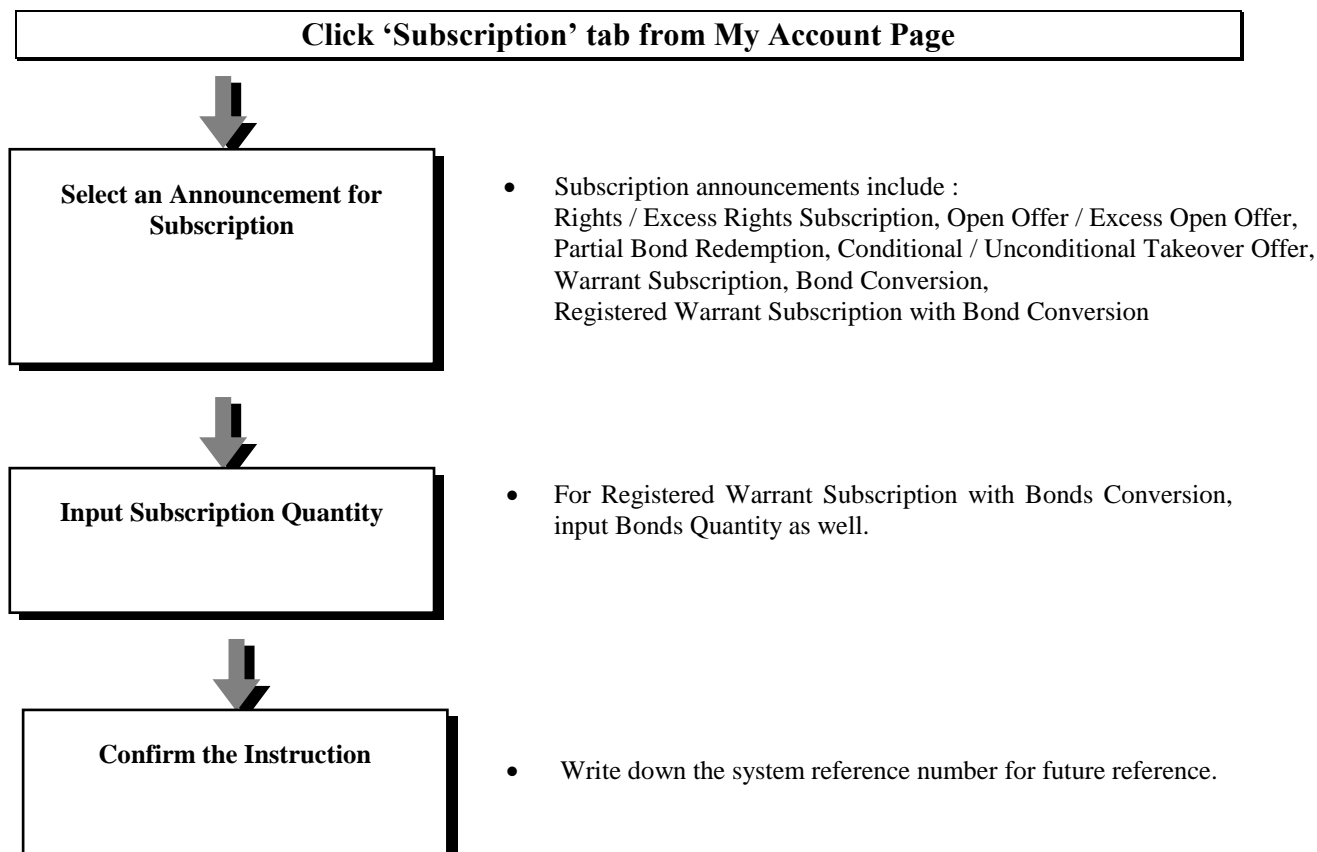 Click ‘Subscription’ tab from My Account Page
Select an Announcement for
Subscription
• Subscription announcements include :
Rights / Excess Rights Subscription, Open Offer / Excess Open Offer,
Partial Bond Redemption, Conditional / Unconditional Takeover Offer,
Warrant Subscription, Bond Conversion,
Registered Warrant Subscription with Bond Conversion
Input Subscription Quantity
• For Registered Warrant Subscription with Bonds Conversion,
input Bonds Quantity as well.
Confirm the Instruction
• Write down the system reference number for future reference.